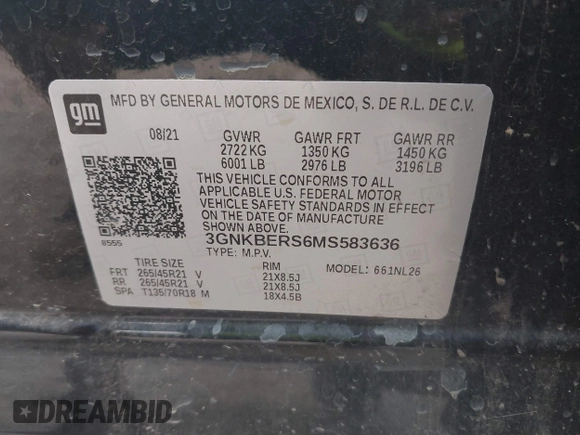 gm
MFD BY GENERAL MOTORS DE MEXICO, S. DE R.L. DE C.V.
08/21 GVWR GAWR FRT GAWR RR
2722 KG 1350 KG 1450 KG
6001 LB 2976 LB 3196 LB
THIS VEHICLE CONFORMS TO ALL
APPLICABLE U.S. FEDERAL MOTOR
VEHICLE SAFETY STANDARDS IN EFFECT
ON THE DATE OF MANUFACTURE
SHOWN ABOVE.
8555
3GNKBERS6MS583636
TYPE: M.P.V.
TIRE SIZE RIM MODEL: 661NL26
FRT 265/45R21 V 21X8.5J
RR 265/45R21 V 21X8.5J
SPA T135/70R18 M 18X4.5B
DREAMBID